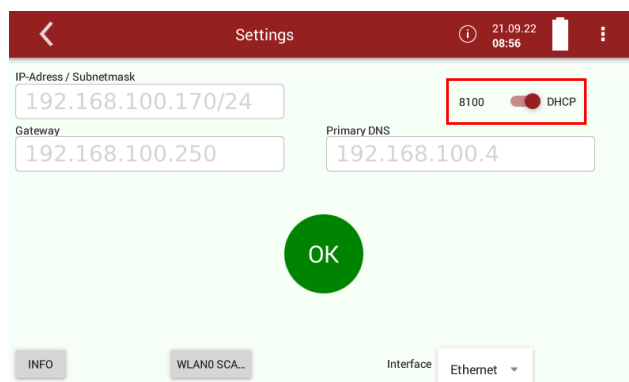 Settings
21.09.22
08:56
IP-Adress / Subnetmask
192.168.100.170/24
8100 DHCP
Gateway Primary DNS
192.168.100.250 192.168.100.4
OK
INFO WLAN0 SCA... Interface Ethernet